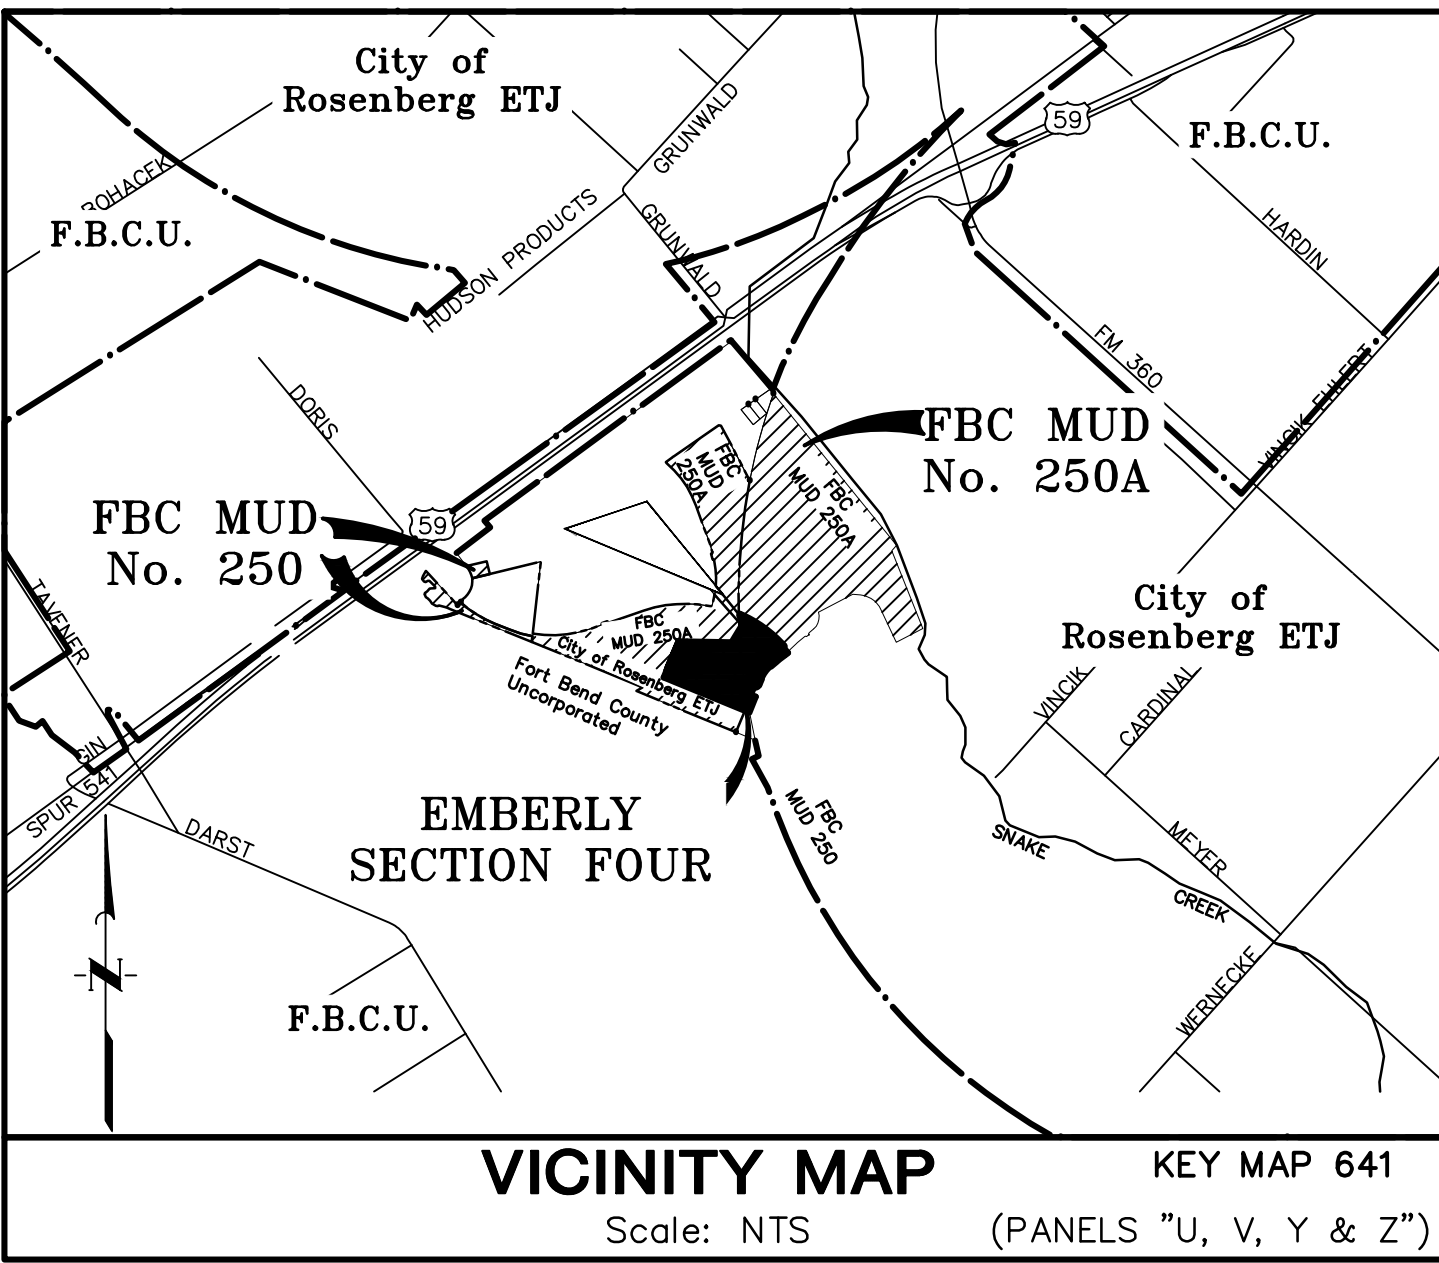 City of
Rosenberg ETJ
59
F.B.C.U.
GRUNWALD
BOHACEK
HUDSON PRODUCTS
GRUNWALD
F.B.C.U.
HARDIN
FM 360
VINCIK EHLERT
DORIS
FBC MUD
No. 250A
FBC
MUD
250A
FBC
MUD 250A
FBC MUD
No. 250
59
TAVENER
City of
Rosenberg ETJ
FBC
MUD 250A
City of Rosenberg ETJ
Fort Bend County
Uncorporated
VINCIK
CARDINAL
GIN
SPUR 541
DARST
EMBERLY
SECTION FOUR
FBC
MUD 250
SNAKE
CREEK
MEYER
WERNECKE
N
F.B.C.U.
VICINITY MAP
Scale: NTS
KEY MAP 641
(PANELS "U, V, Y & Z")